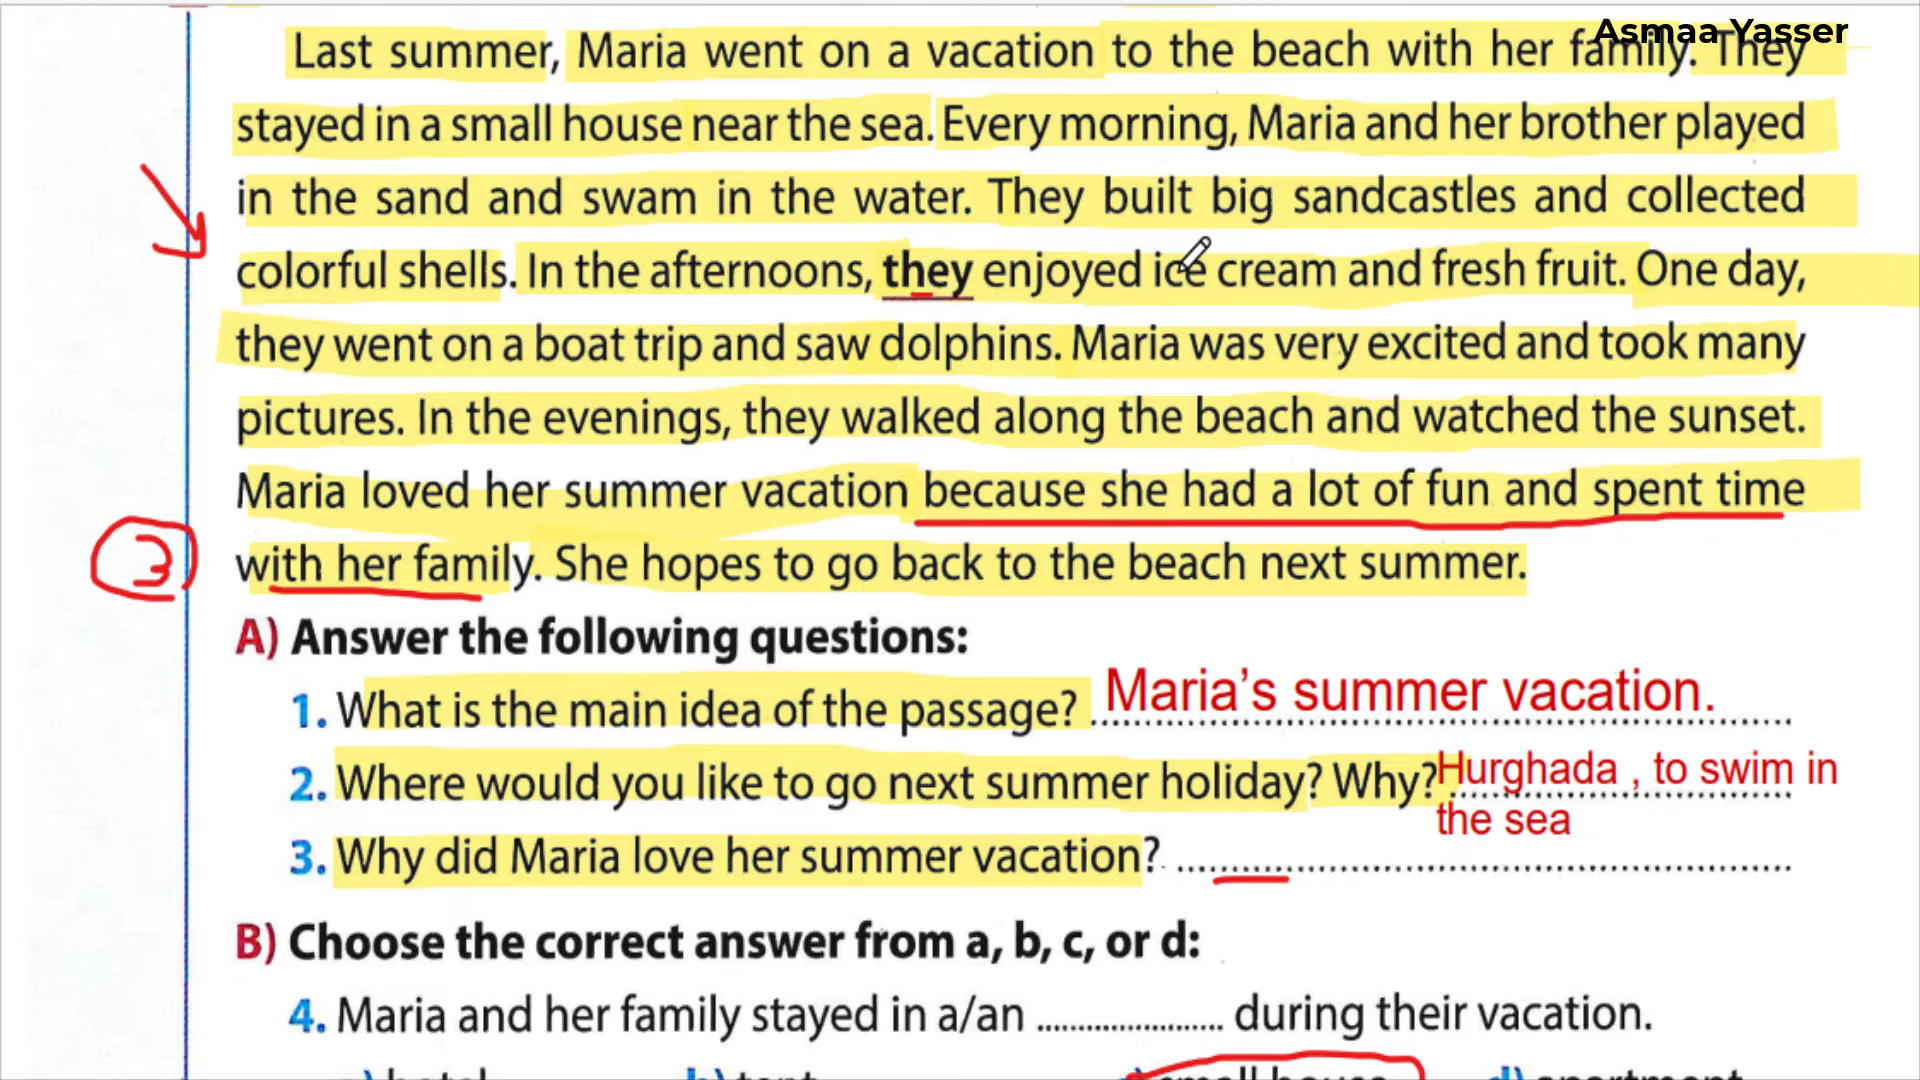 Asmaa Yasser
Last summer, Maria went on a vacation to the beach with her family. They
stayed in a small house near the sea. Every morning, Maria and her brother played
in the sand and swam in the water. They built big sandcastles and collected
colorful shells. In the afternoons, they enjoyed ice cream and fresh fruit. One day,
they went on a boat trip and saw dolphins. Maria was very excited and took many
pictures. In the evenings, they walked along the beach and watched the sunset.
Maria loved her summer vacation because she had a lot of fun and spent time
3 with her family. She hopes to go back to the beach next summer.
A) Answer the following questions:
1. What is the main idea of the passage? Maria's summer vacation.
2. Where would you like to go next summer holiday? Why? Hurghada , to swim in
the sea
3. Why did Maria love her summer vacation? ........................
B) Choose the correct answer from a, b, c, or d:
4. Maria and her family stayed in a/an ........................ during their vacation.
a) hotel b) tent c) small house d) apartment